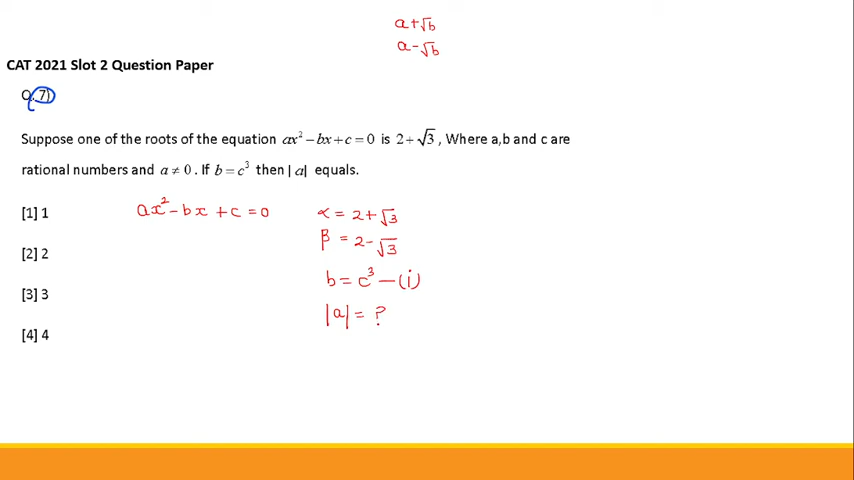 a+√b
a-√b
CAT 2021 Slot 2 Question Paper
Q. 7)
Suppose one of the roots of the equation ax² − bx + c = 0 is 2 + √3 , Where a,b and c are
rational numbers and a ≠ 0 . If b = c³ then | a| equals.
[1] 1
ax² - bx + c = 0
α = 2 + √3
[2] 2
β = 2 - √3
b = c³ — (i)
[3] 3
|a| = ?
[4] 4